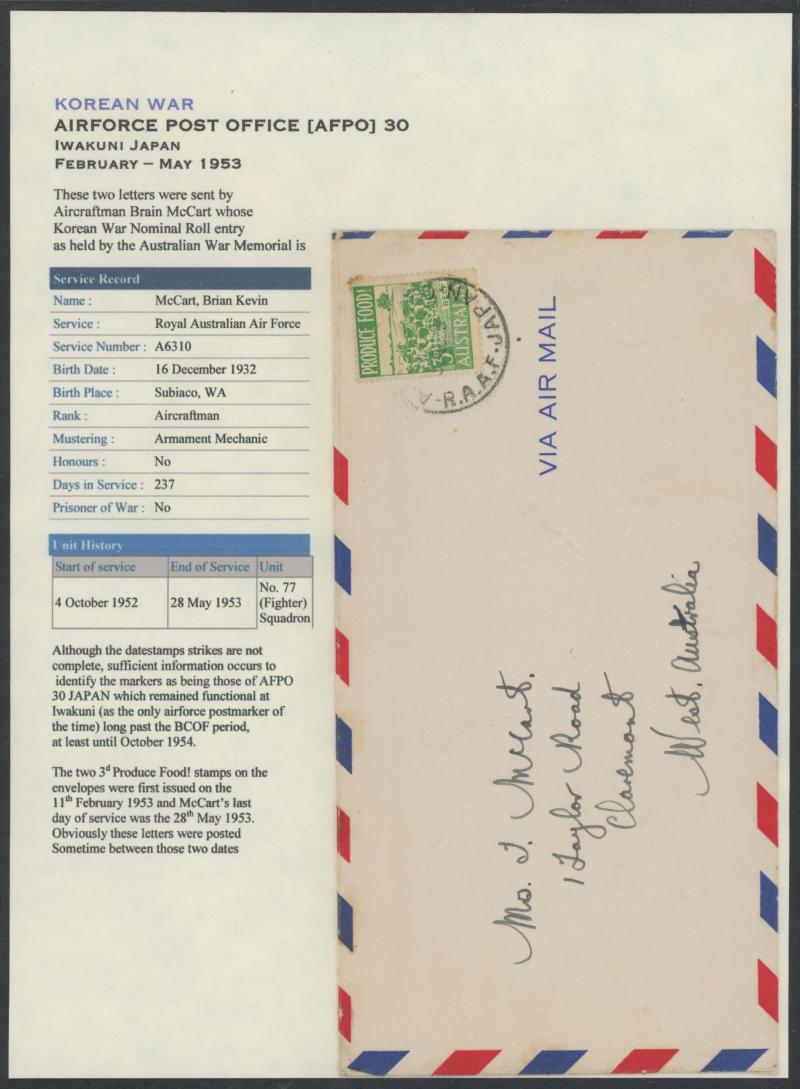 KOREAN WAR
AIRFORCE POST OFFICE [AFPO] 30
IWAKUNI JAPAN
FEBRUARY – MAY 1953
These two letters were sent by
Aircraftman Brain McCart whose
Korean War Nominal Roll entry
as held by the Australian War Memorial is
Service Record
Name : McCart, Brian Kevin
Service : Royal Australian Air Force
Service Number : A6310
Birth Date : 16 December 1932
Birth Place : Subiaco, WA
Rank : Aircraftman
Mustering : Armament Mechanic
Honours : No
Days in Service : 237
Prisoner of War : No
Unit History
Start of service End of Service Unit
4 October 1952 28 May 1953 No. 77
(Fighter)
Squadron
Although the datestamps strikes are not
complete, sufficient information occurs to
identify the markers as being those of AFPO
30 JAPAN which remained functional at
Iwakuni (as the only airforce postmarker of
the time) long past the BCOF period,
at least until October 1954.
The two 3d Produce Food! stamps on the
envelopes were first issued on the
11th February 1953 and McCart's last
day of service was the 28th May 1953.
Obviously these letters were posted
Sometime between those two dates
PRODUCE FOOD!
AUSTRALIA
R.A.A.F. JAPAN
VIA AIR MAIL
Mrs. J. McCart.
1 Taylor Road
Claremont
West. Australia